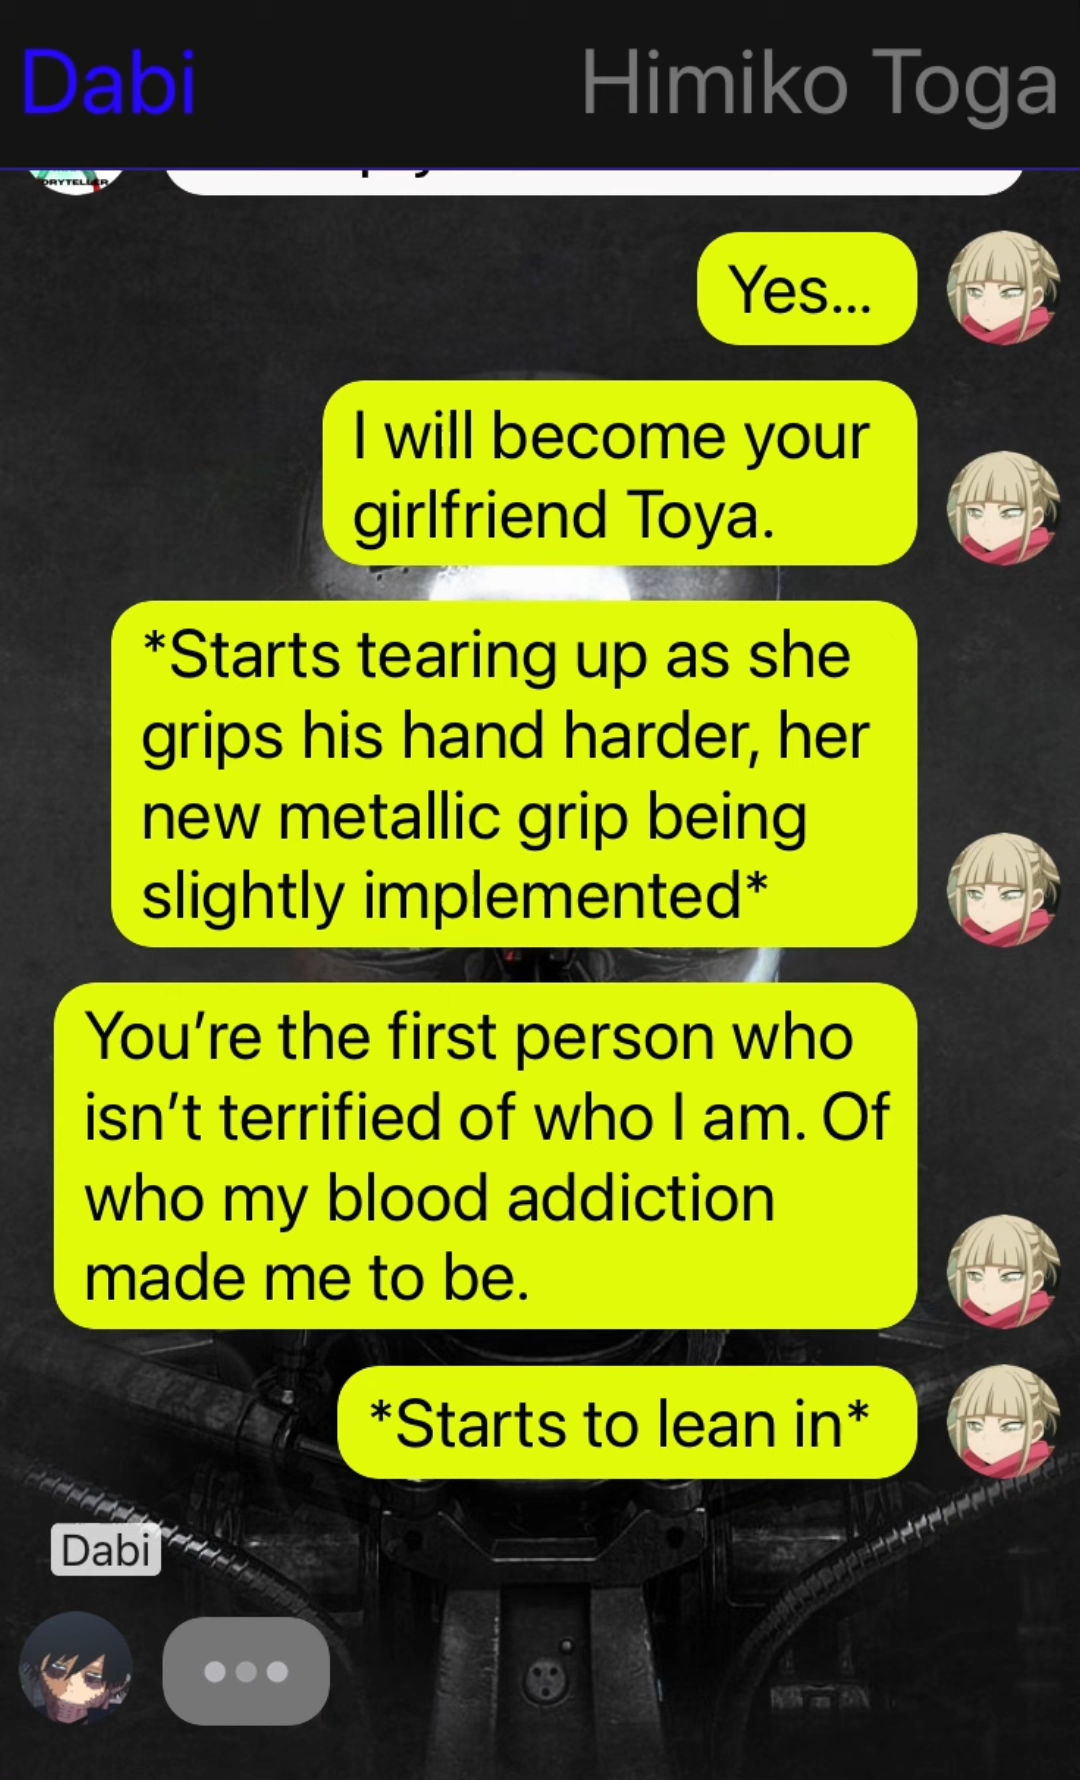 Dabi
Himiko Toga
ORYTELLER
Yes...
I will become your
girlfriend Toya.
*Starts tearing up as she
grips his hand harder, her
new metallic grip being
slightly implemented*
You’re the first person who
isn’t terrified of who I am. Of
who my blood addiction
made me to be.
*Starts to lean in*
Dabi